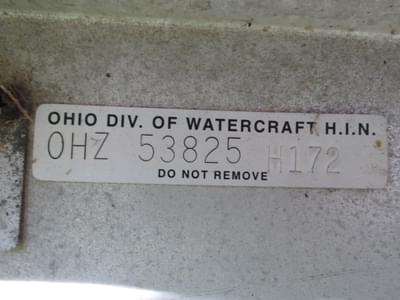 OHIO DIV. OF WATERCRAFT H.I.N.
OHZ 53825 H172
DO NOT REMOVE